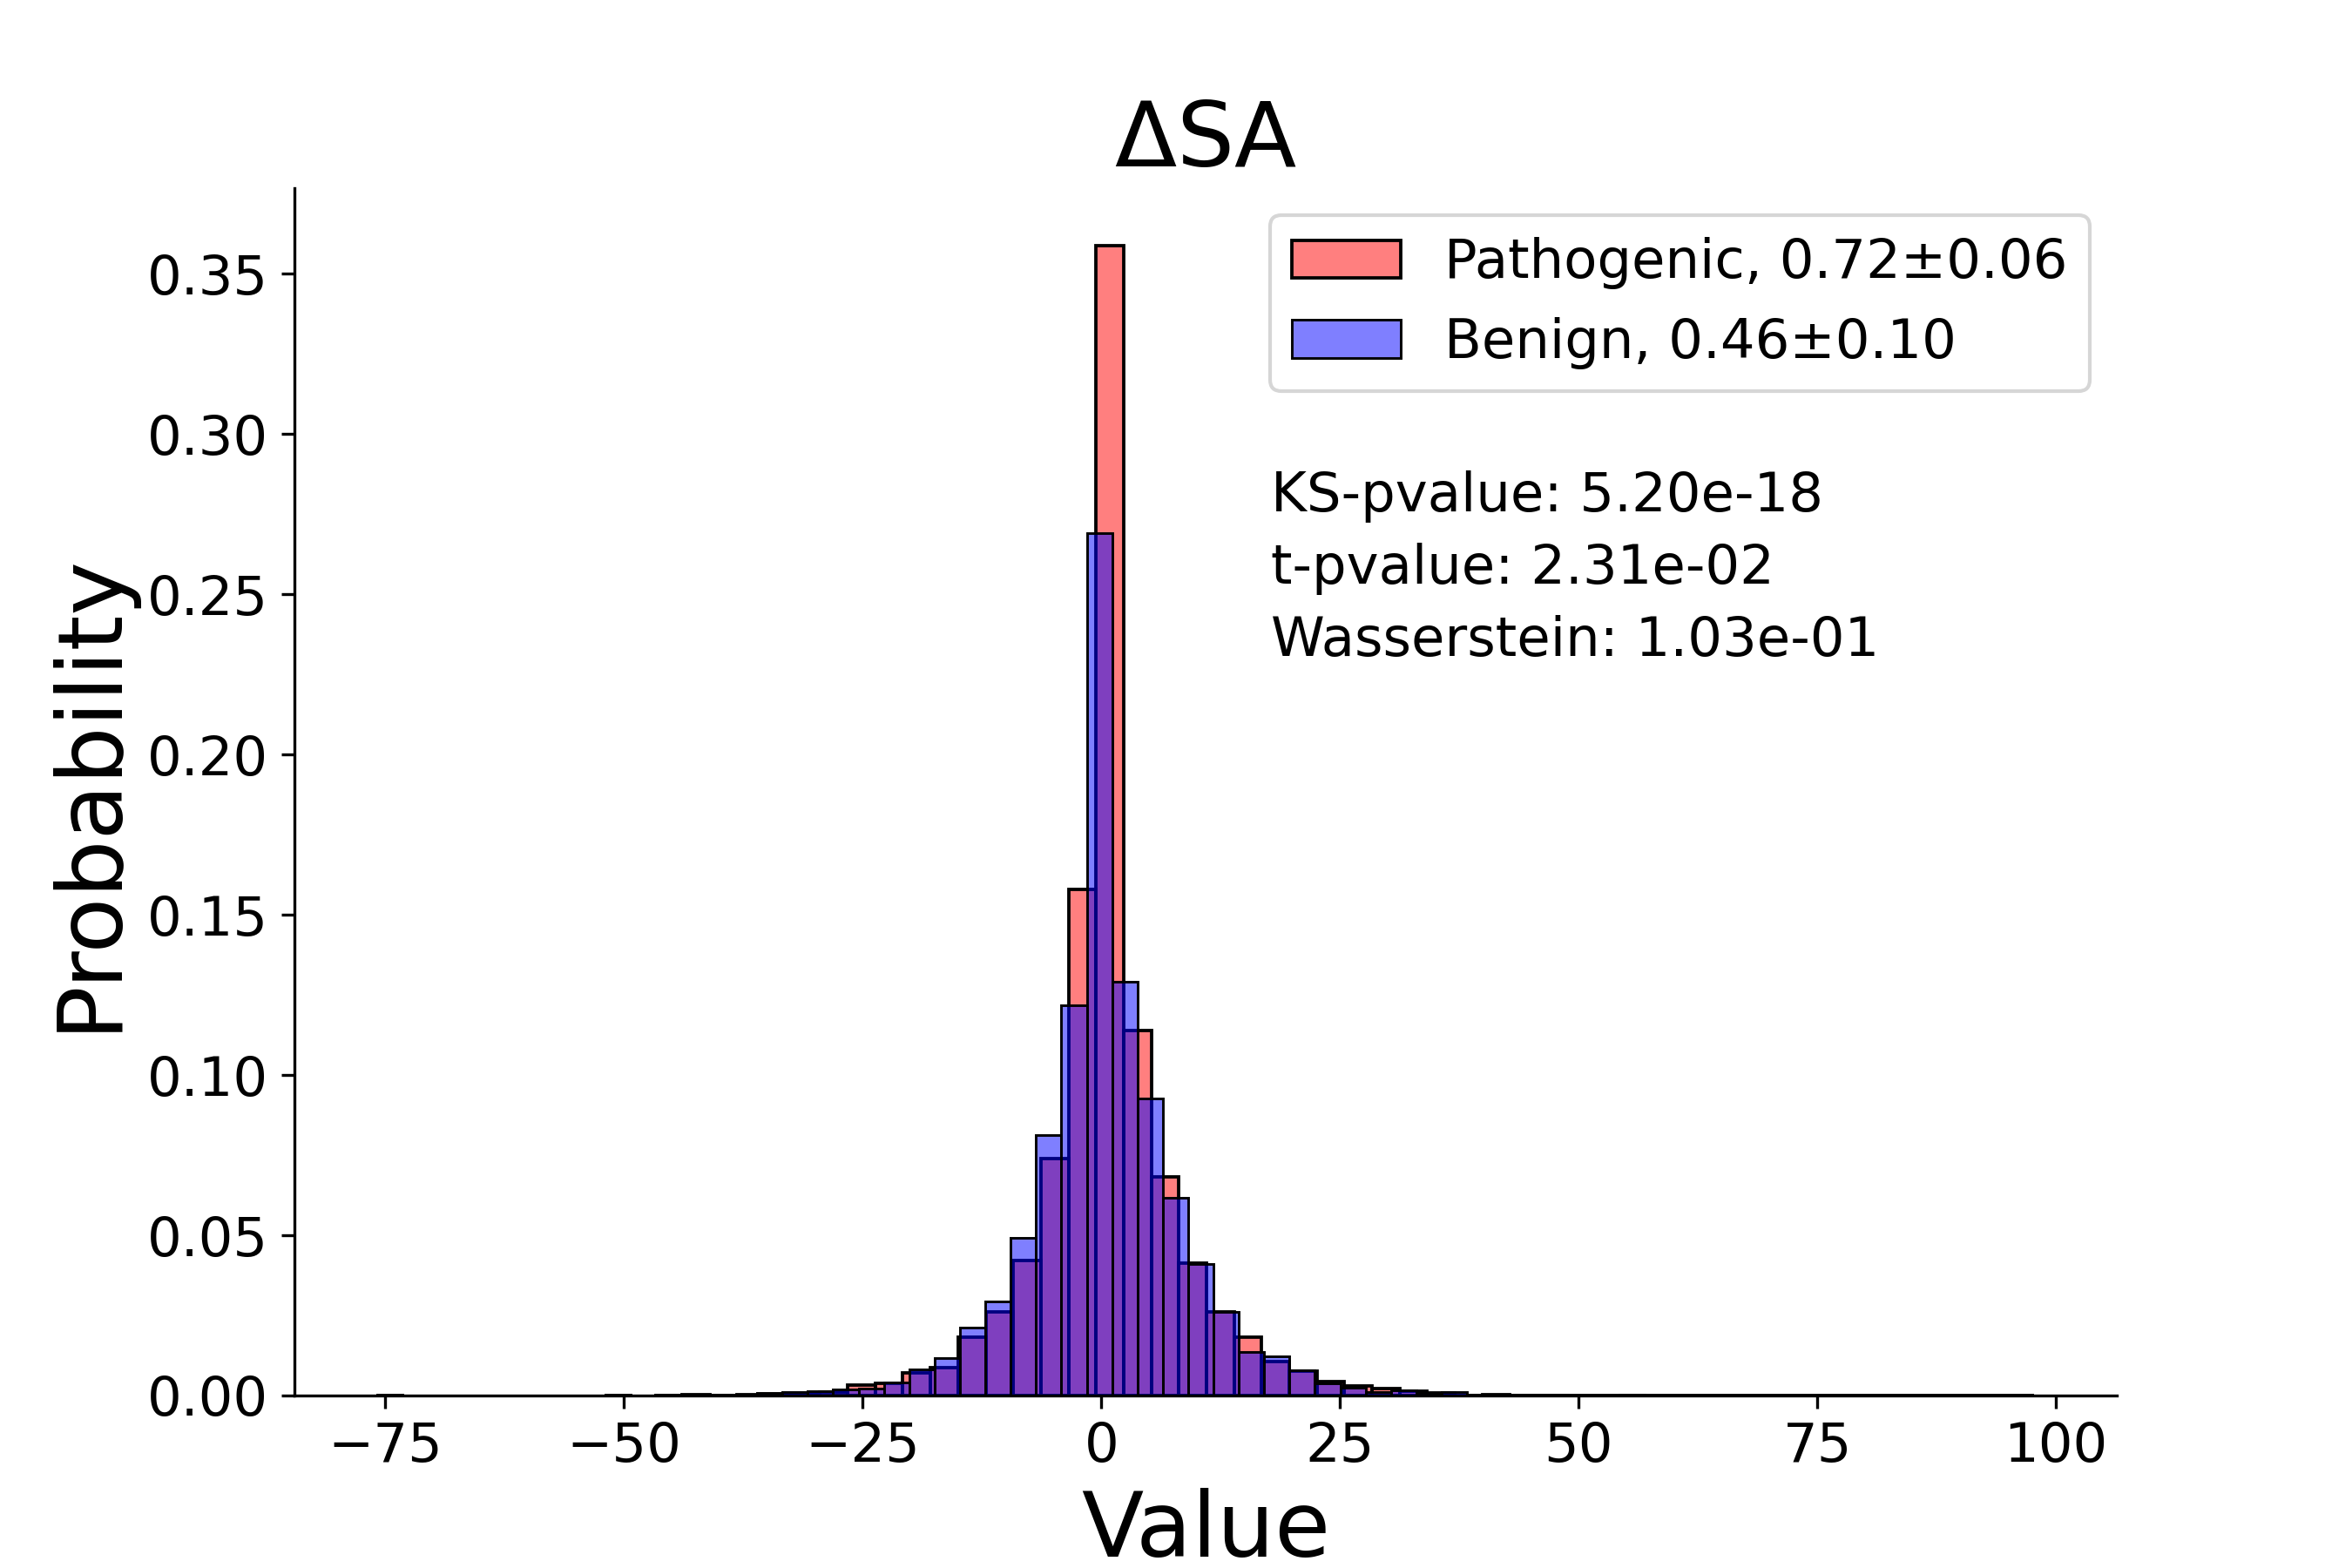 ΔSA
Pathogenic, 0.72±0.06
Benign, 0.46±0.10
KS-pvalue: 5.20e-18
t-pvalue: 2.31e-02
Wasserstein: 1.03e-01
Probability
0.35
0.30
0.25
0.20
0.15
0.10
0.05
0.00
−75 −50 −25 0 25 50 75 100
Value